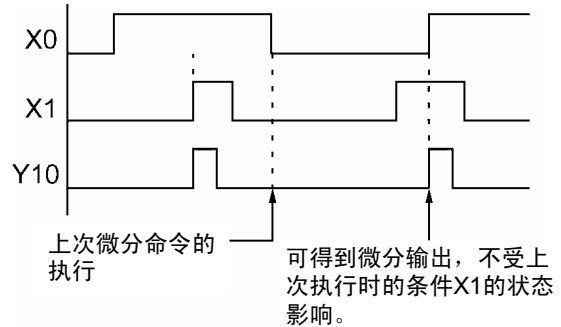 X0
X1
Y10
上次微分命令的
执行
可得到微分输出，不受上
次执行时的条件X1的状态
影响。